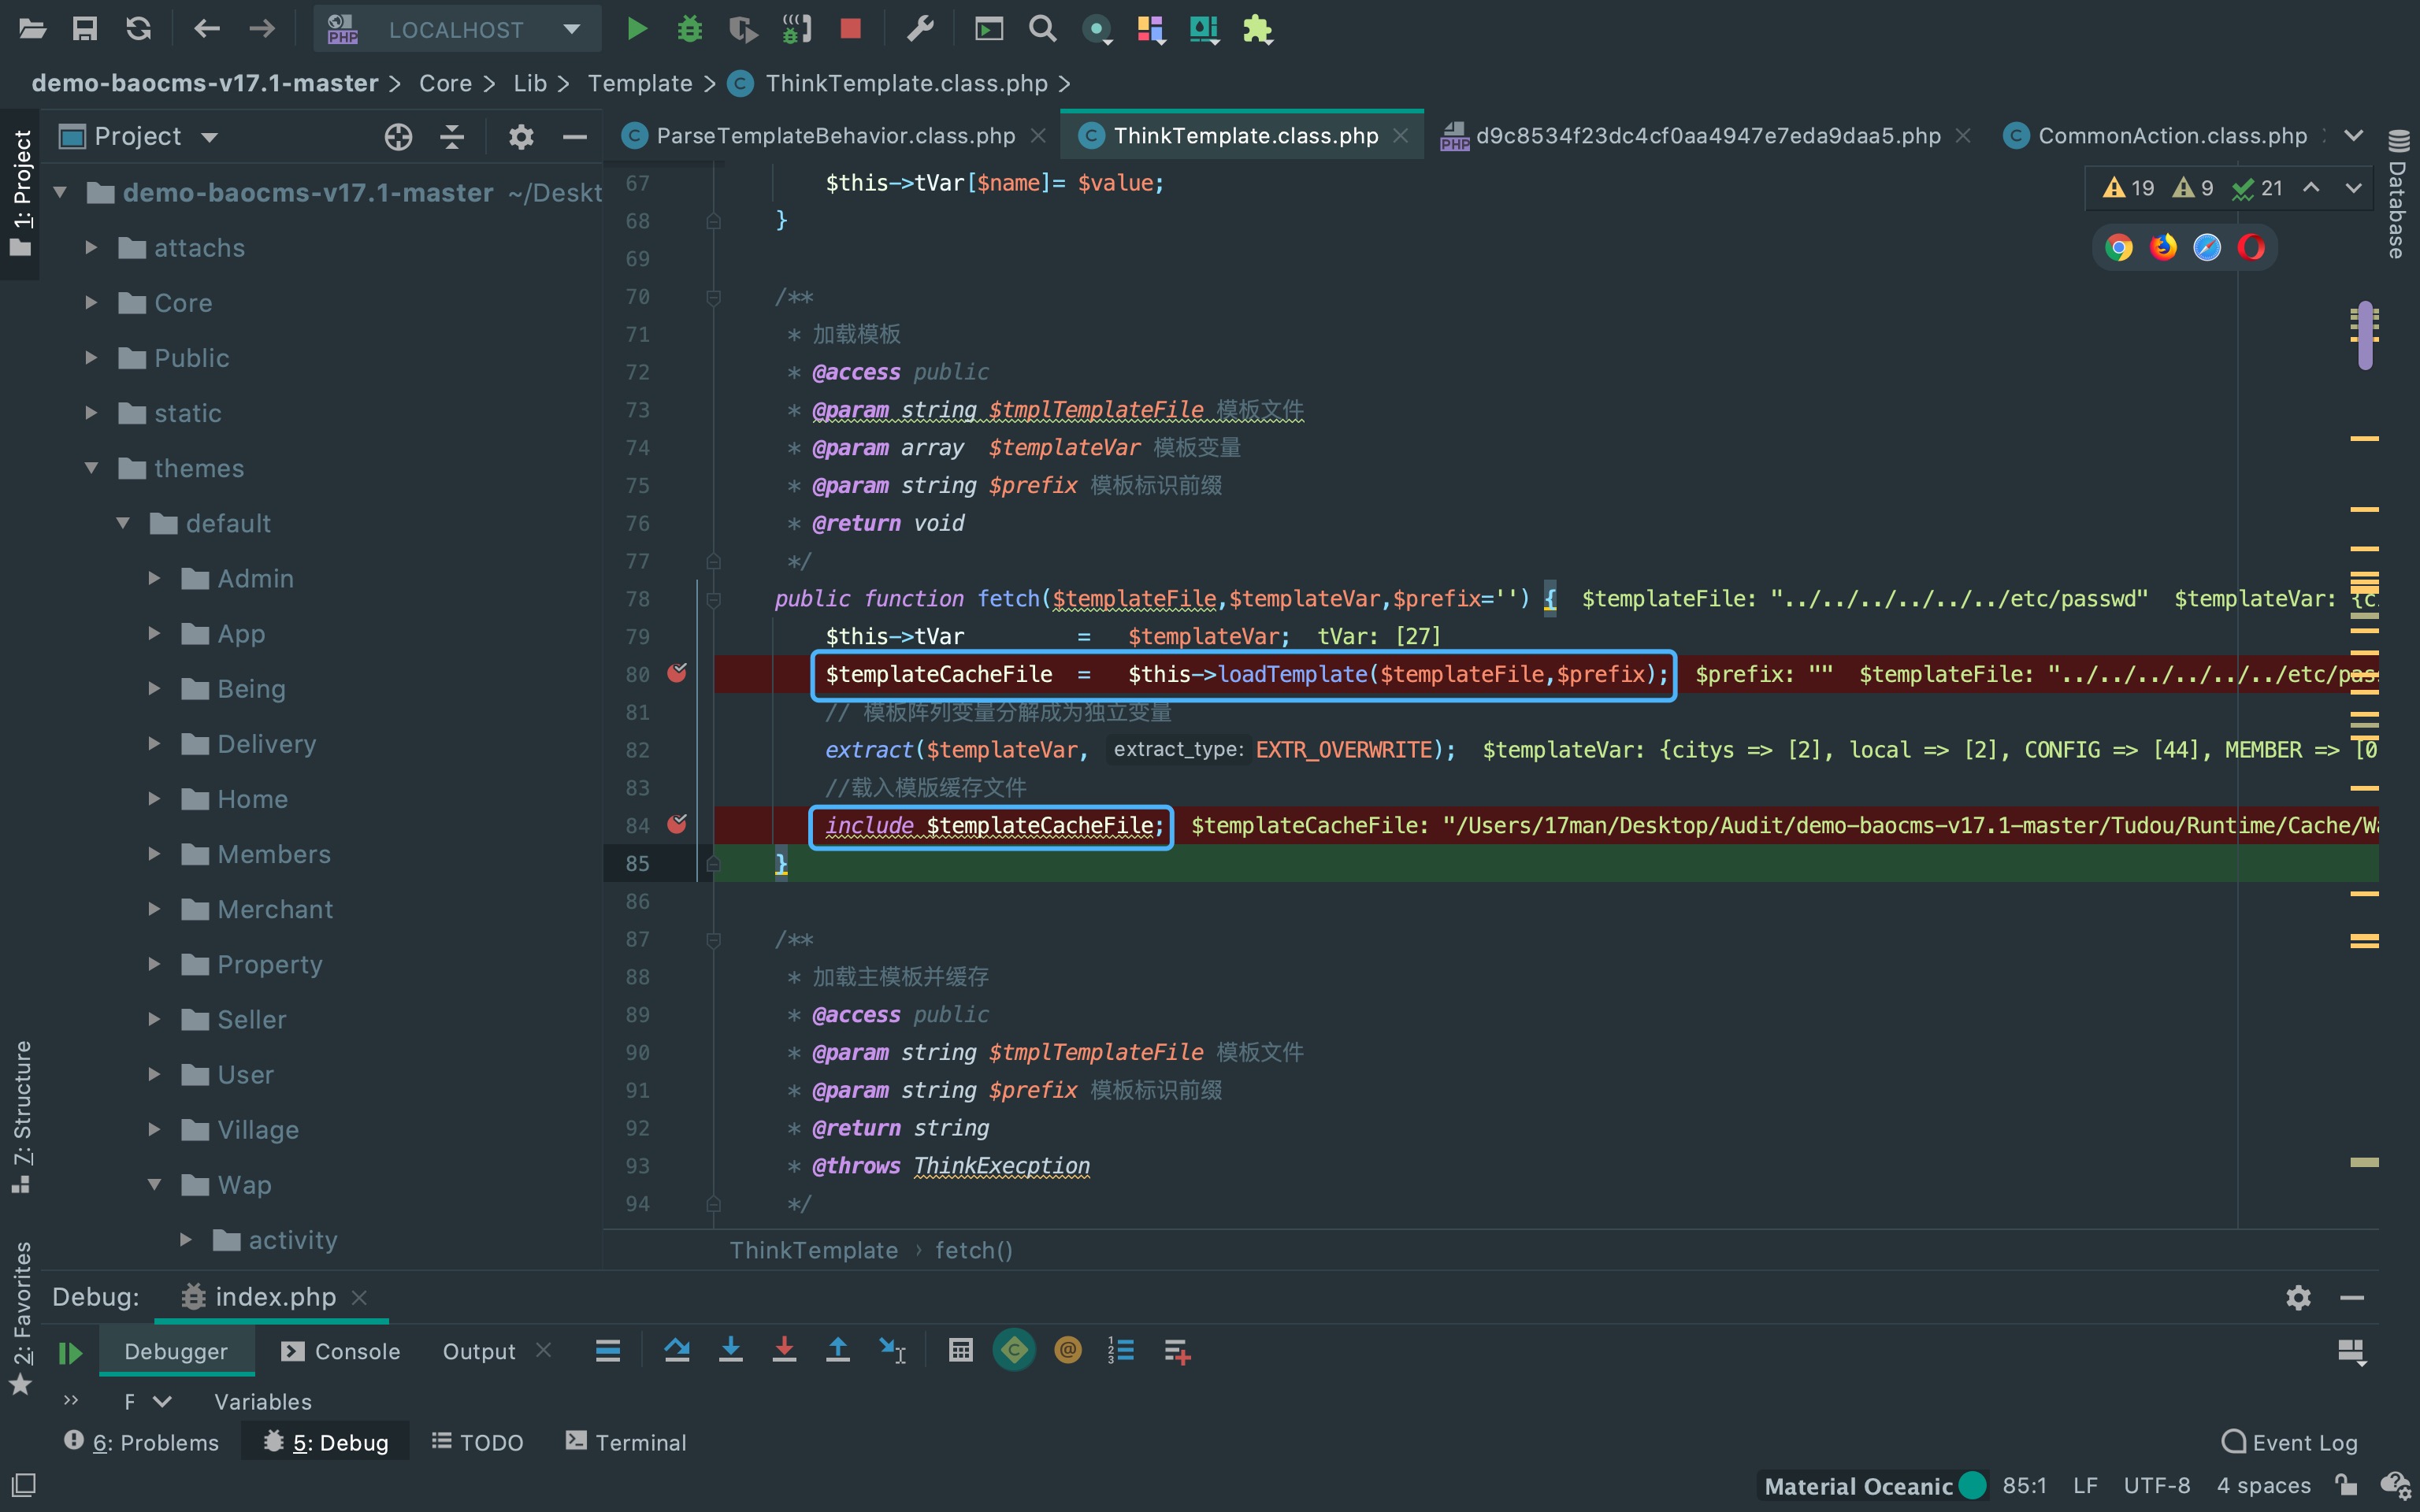 LOCALHOST
demo-baocms-v17.1-master > Core > Lib > Template > ThinkTemplate.class.php >
1: Project
Project
ParseTemplateBehavior.class.php
ThinkTemplate.class.php
d9c8534f23dc4cf0aa4947e7eda9daa5.php
CommonAction.class.php
Database
19 9 21
demo-baocms-v17.1-master ~/Deskt
attachs
Core
Public
static
themes
default
Admin
App
Being
Delivery
Home
Members
Merchant
Property
Seller
User
Village
Wap
activity
67 $this->tVar[$name]= $value;
68 }
69
70 /**
71 * 加载模板
72 * @access public
73 * @param string $tmplTemplateFile 模板文件
74 * @param array $templateVar 模板变量
75 * @param string $prefix 模板标识前缀
76 * @return void
77 */
78 public function fetch($templateFile,$templateVar,$prefix='') { $templateFile: "../../../../../../etc/passwd" $templateVar: {c
79 $this->tVar = $templateVar; tVar: [27]
80 $templateCacheFile = $this->loadTemplate($templateFile,$prefix); $prefix: "" $templateFile: "../../../../../../etc/pas
81 // 模板阵列变量分解成为独立变量
82 extract($templateVar, extract_type: EXTR_OVERWRITE); $templateVar: {citys => [2], local => [2], CONFIG => [44], MEMBER => [0
83 //载入模版缓存文件
84 include $templateCacheFile; $templateCacheFile: "/Users/17man/Desktop/Audit/demo-baocms-v17.1-master/Tudou/Runtime/Cache/Wa
85 }
86
87 /**
88 * 加载主模板并缓存
89 * @access public
90 * @param string $tmplTemplateFile 模板文件
91 * @param string $prefix 模板标识前缀
92 * @return string
93 * @throws ThinkExecption
94 */
ThinkTemplate › fetch()
7: Structure
2: Favorites
Debug: index.php
Debugger Console Output
F Variables
6: Problems 5: Debug TODO Terminal Event Log
Material Oceanic 85:1 LF UTF-8 4 spaces